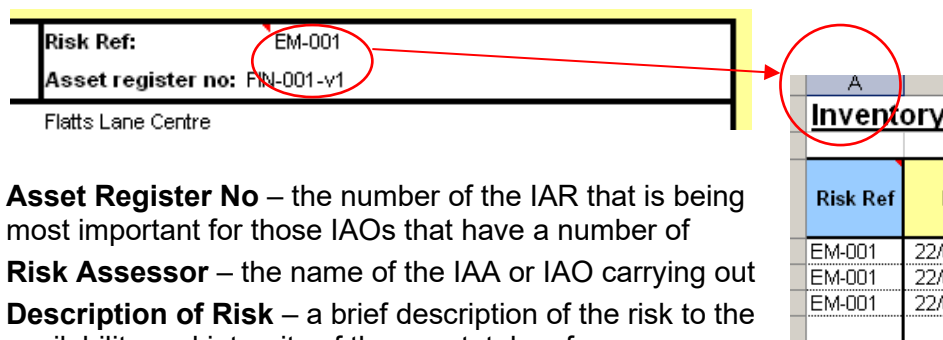 Risk Ref: EM-001
Asset register no: FIN-001-v1
Flatts Lane Centre
A
Inventory
Risk Ref
EM-001 22/
EM-001 22/
EM-001 22/
Asset Register No – the number of the IAR that is being
most important for those IAOs that have a number of
Risk Assessor – the name of the IAA or IAO carrying out
Description of Risk – a brief description of the risk to the